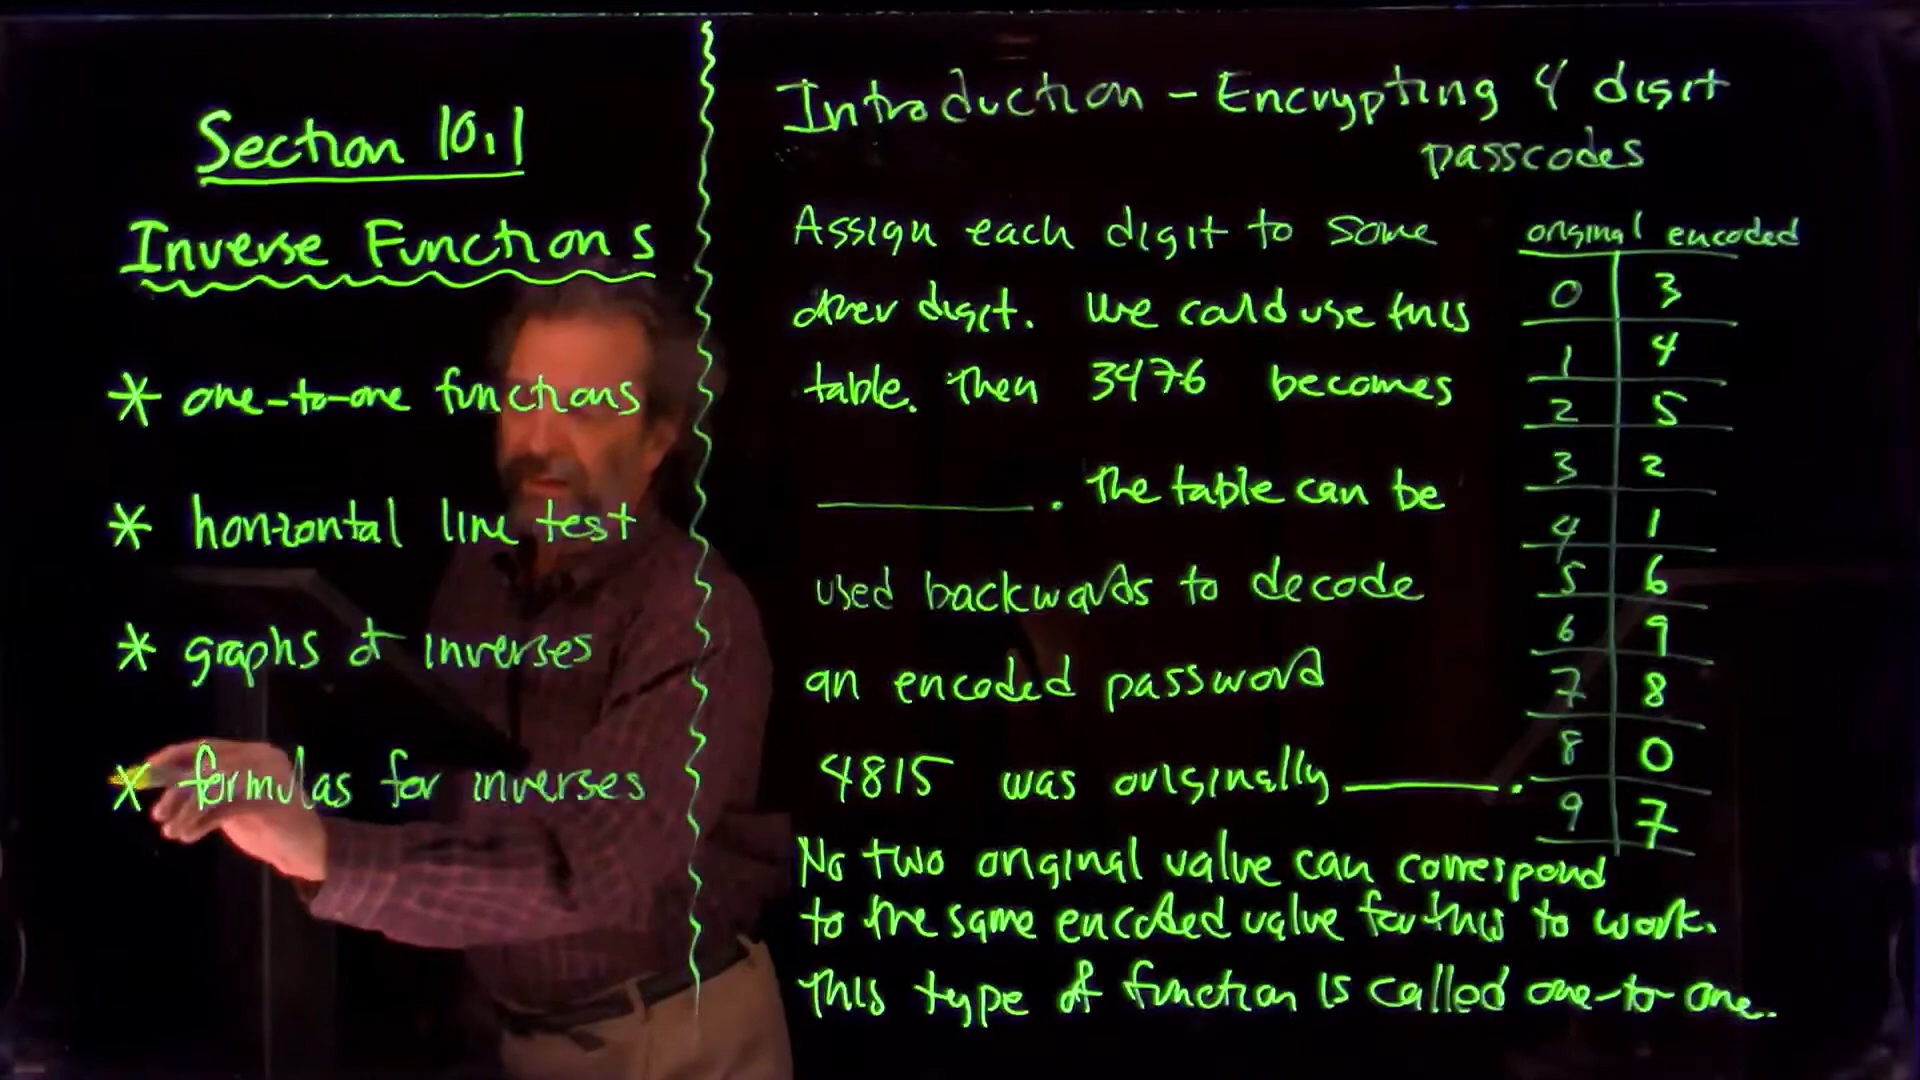 Section 10.1
Inverse Functions
* one-to-one functions
* horizontal line test
* graphs of inverses
* formulas for inverses
Introduction - Encrypting 4 digit
passcodes
Assign each digit to some
other digit. We could use this
table. Then 3476 becomes
________. The table can be
used backwards to decode
an encoded password
4815 was originally ________.
No two original value can correspond
to the same encoded value for this to work.
This type of function is called one-to-one.
original encoded
0 3
1 4
2 5
3 2
4 1
5 6
6 9
7 8
8 0
9 7